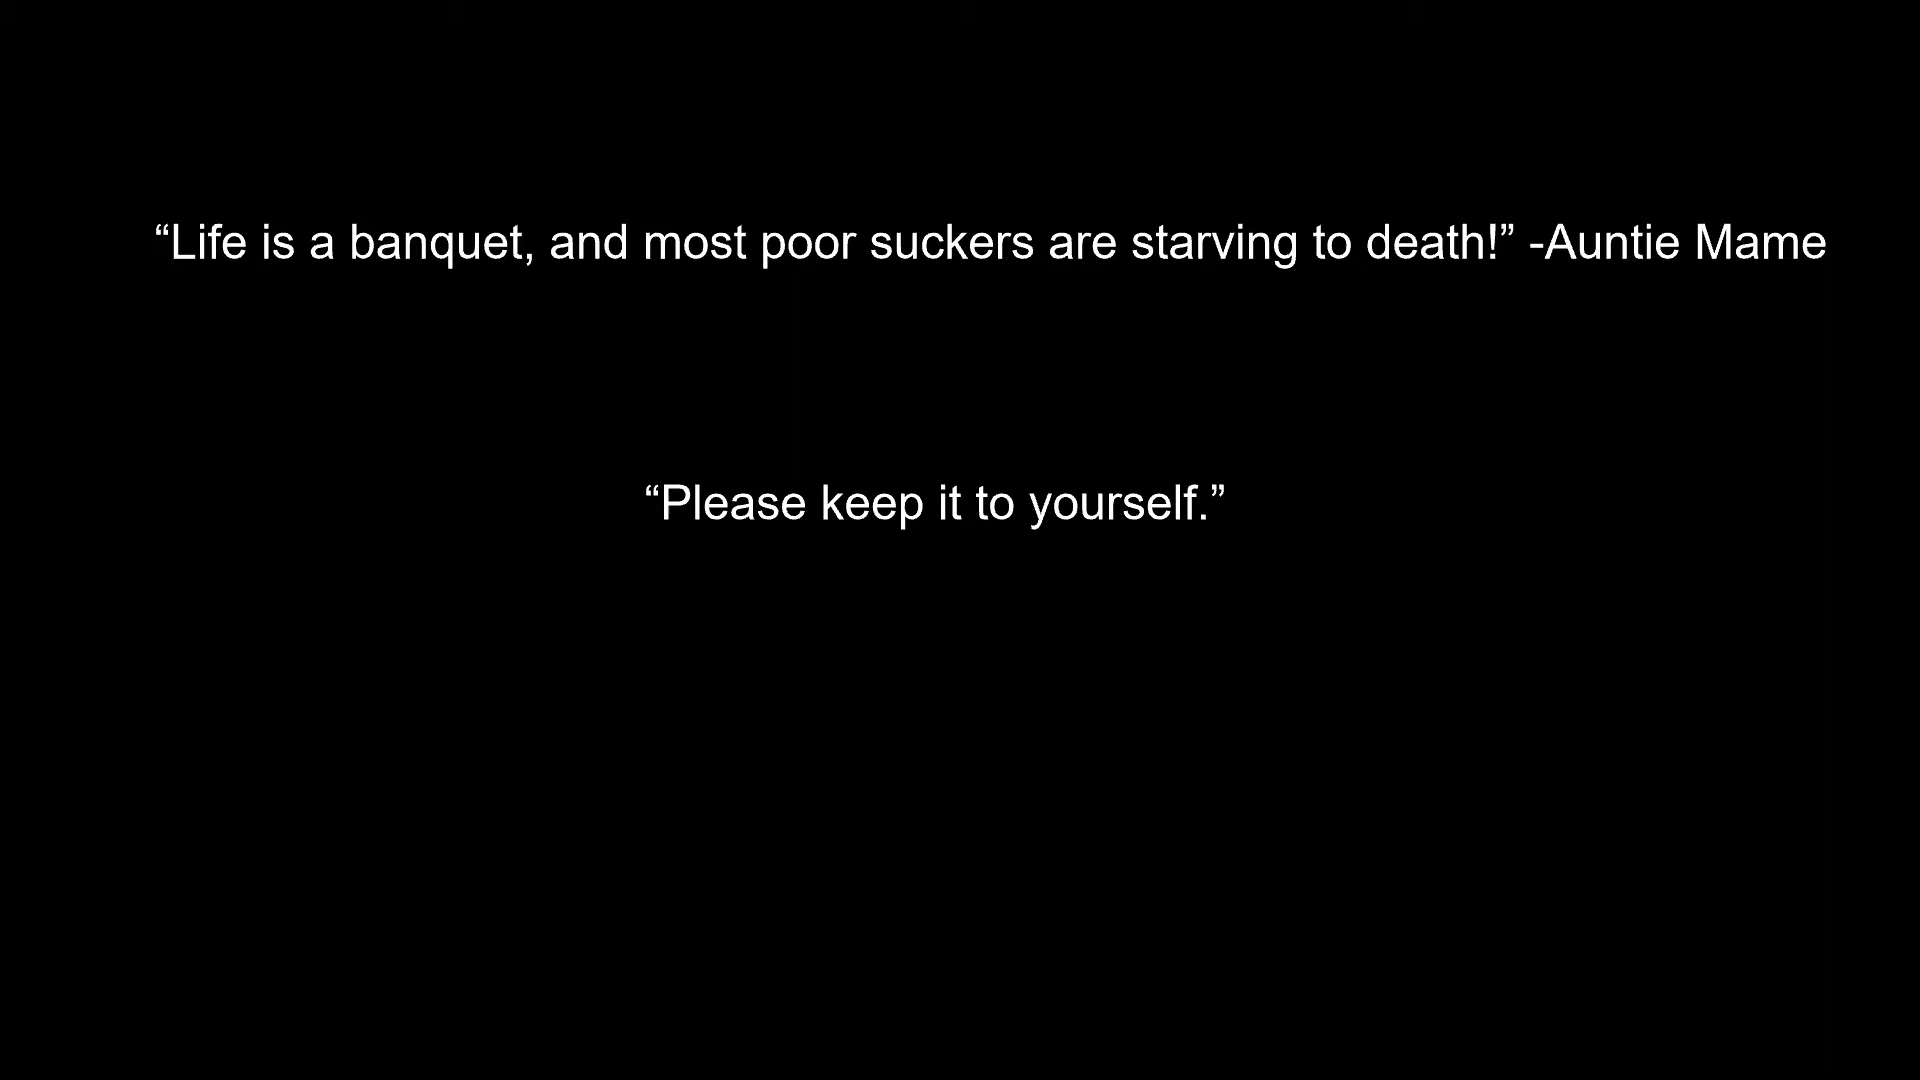 “Life is a banquet, and most poor suckers are starving to death!” -Auntie Mame
“Please keep it to yourself.”